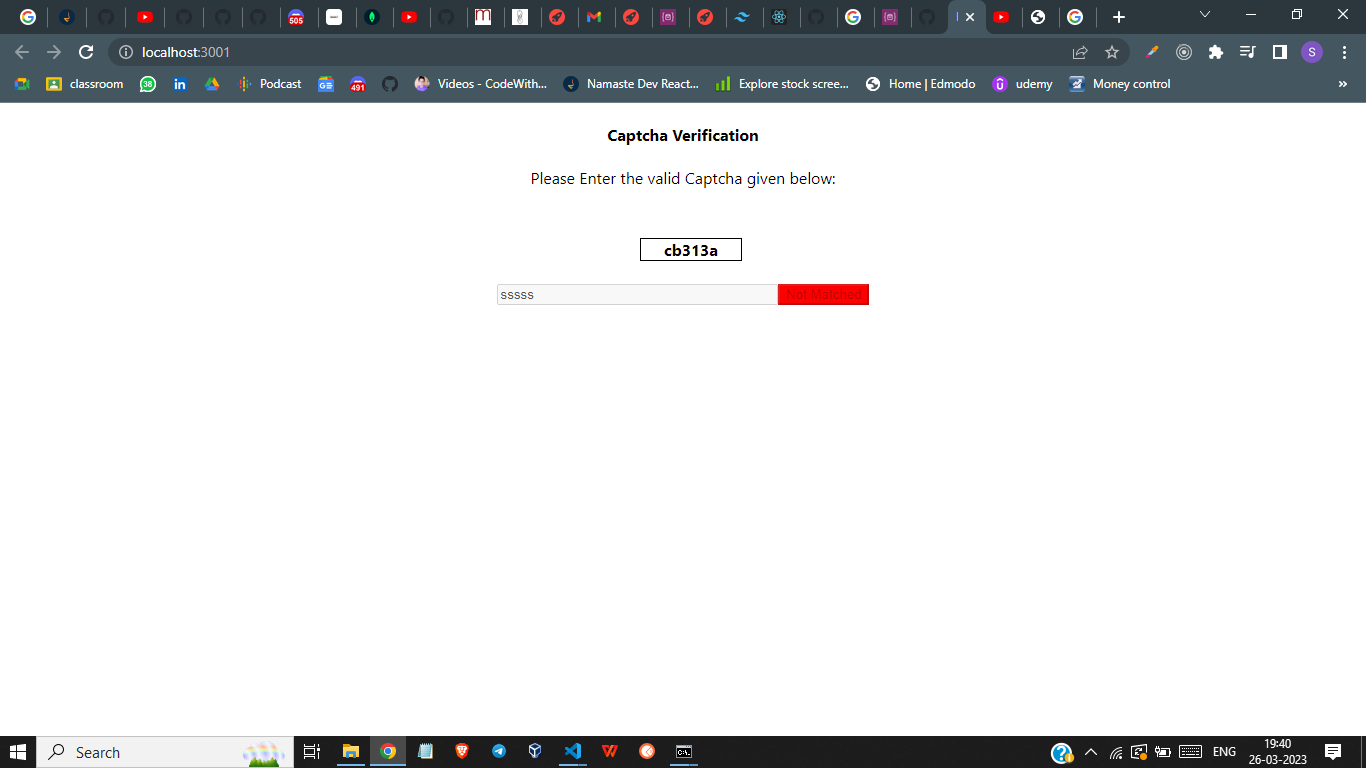 505
localhost:3001
S
classroom
38
Podcast
491
Videos - CodeWith...
Namaste Dev React...
Explore stock scree...
Home | Edmodo
udemy
Money control
»
Captcha Verification
Please Enter the valid Captcha given below:
cb313a
sssss
Not Matched
Search
ENG
19:40
26-03-2023